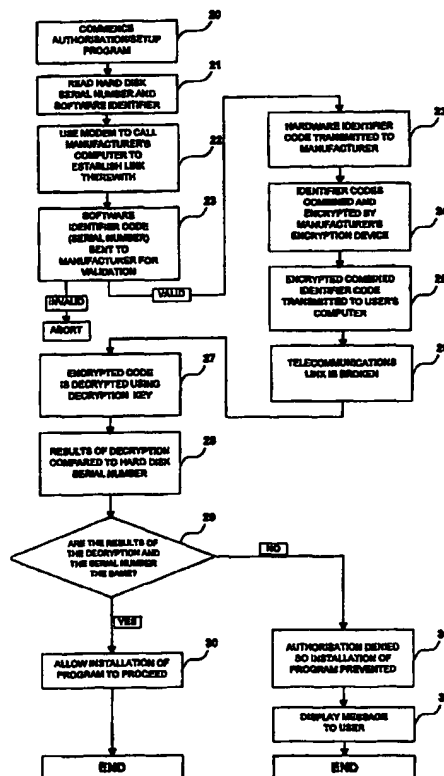 COMMENCE
AUTHORISATION/SETUP
PROGRAM
20
READ HARD DISK
SERIAL NUMBER AND
SOFTWARE IDENTIFIER
21
USE MODEM TO CALL
MANUFACTURER'S
COMPUTER TO
ESTABLISH LINK
THEREWITH
22
SOFTWARE
IDENTIFIER CODE
(SERIAL NUMBER)
SENT TO
MANUFACTURER FOR
VALIDATION
23
INVALID
VALID
ABORT
HARDWARE IDENTIFIER
CODE TRANSMITTED TO
MANUFACTURER
IDENTIFIER CODES
COMBINED AND
ENCRYPTED BY
MANUFACTURER'S
ENCRYPTION DEVICE
ENCRYPTED COMBINED
IDENTIFIER CODE
TRANSMITTED TO USER'S
COMPUTER
TELECOMMUNICATIONS
LINK IS BROKEN
ENCRYPTED CODE
IS DECRYPTED USING
DECRYPTION KEY
27
RESULTS OF DECRYPTION
COMPARED TO HARD DISK
SERIAL NUMBER
28
ARE THE RESULTS OF
THE DECRYPTION AND
THE SERIAL NUMBER
THE SAME?
29
NO
YES
ALLOW INSTALLATION OF
PROGRAM TO PROCEED
30
AUTHORISATION DENIED
SO INSTALLATION OF
PROGRAM PREVENTED
DISPLAY MESSAGE
TO USER
END
END